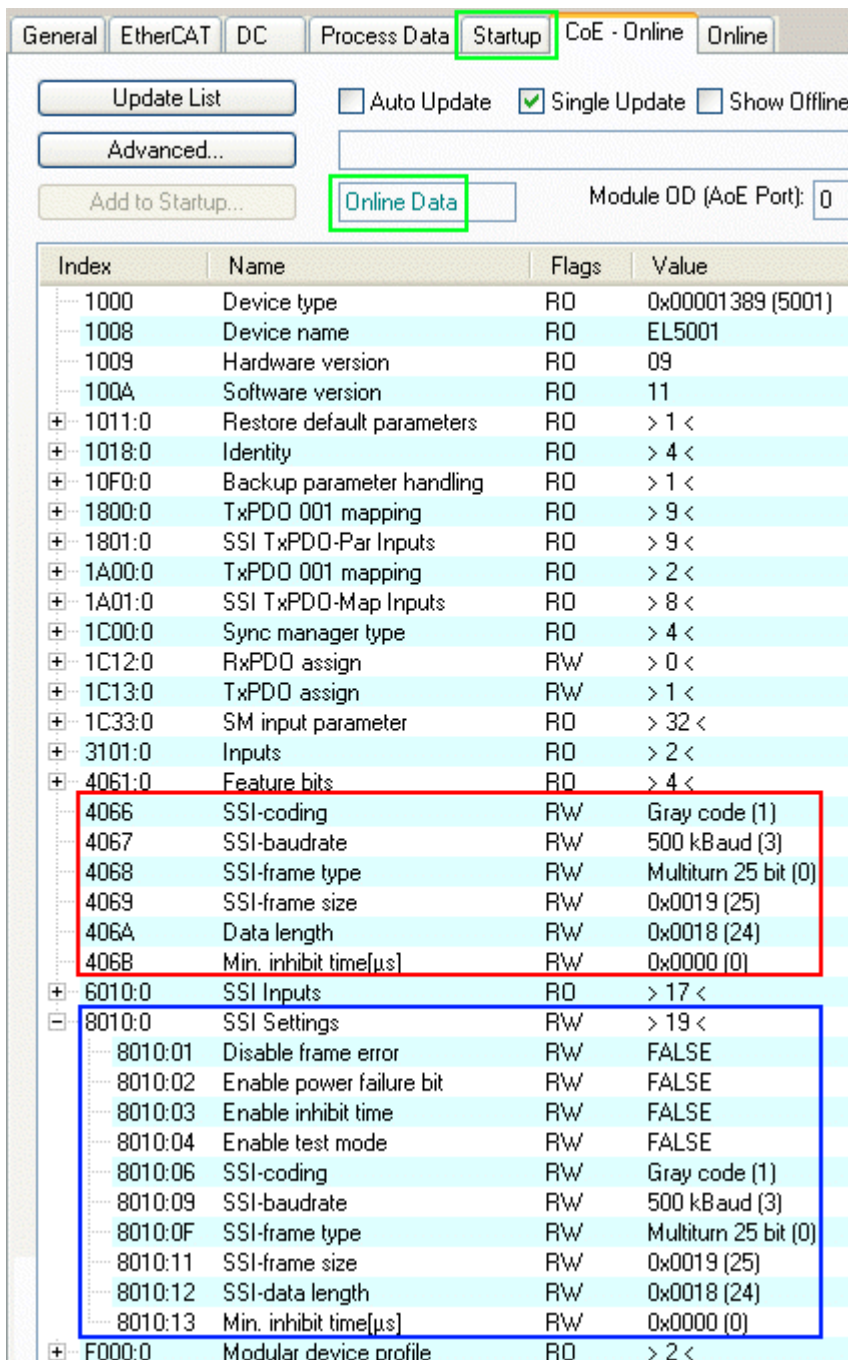 General EtherCAT DC Process Data Startup CoE - Online Online
Update List Auto Update Single Update Show Offline
Advanced...
Add to Startup... Online Data Module OD (AoE Port): 0
Index Name Flags Value
1000 Device type RO 0x00001389 (5001)
1008 Device name RO EL5001
1009 Hardware version RO 09
100A Software version RO 11
1011:0 Restore default parameters RO > 1 <
1018:0 Identity RO > 4 <
10F0:0 Backup parameter handling RO > 1 <
1800:0 TxPDO 001 mapping RO > 9 <
1801:0 SSI TxPDO-Par Inputs RO > 9 <
1A00:0 TxPDO 001 mapping RO > 2 <
1A01:0 SSI TxPDO-Map Inputs RO > 8 <
1C00:0 Sync manager type RO > 4 <
1C12:0 RxPDO assign RW > 0 <
1C13:0 TxPDO assign RW > 1 <
1C33:0 SM input parameter RO > 32 <
3101:0 Inputs RO > 2 <
4061:0 Feature bits RO > 4 <
4066 SSI-coding RW Gray code (1)
4067 SSI-baudrate RW 500 kBaud (3)
4068 SSI-frame type RW Multiturn 25 bit (0)
4069 SSI-frame size RW 0x0019 (25)
406A Data length RW 0x0018 (24)
406B Min. inhibit time[µs] RW 0x0000 (0)
6010:0 SSI Inputs RO > 17 <
8010:0 SSI Settings RW > 19 <
8010:01 Disable frame error RW FALSE
8010:02 Enable power failure bit RW FALSE
8010:03 Enable inhibit time RW FALSE
8010:04 Enable test mode RW FALSE
8010:06 SSI-coding RW Gray code (1)
8010:09 SSI-baudrate RW 500 kBaud (3)
8010:0F SSI-frame type RW Multiturn 25 bit (0)
8010:11 SSI-frame size RW 0x0019 (25)
8010:12 SSI-data length RW 0x0018 (24)
8010:13 Min. inhibit time[µs] RW 0x0000 (0)
F000:0 Modular device profile RO > 2 <